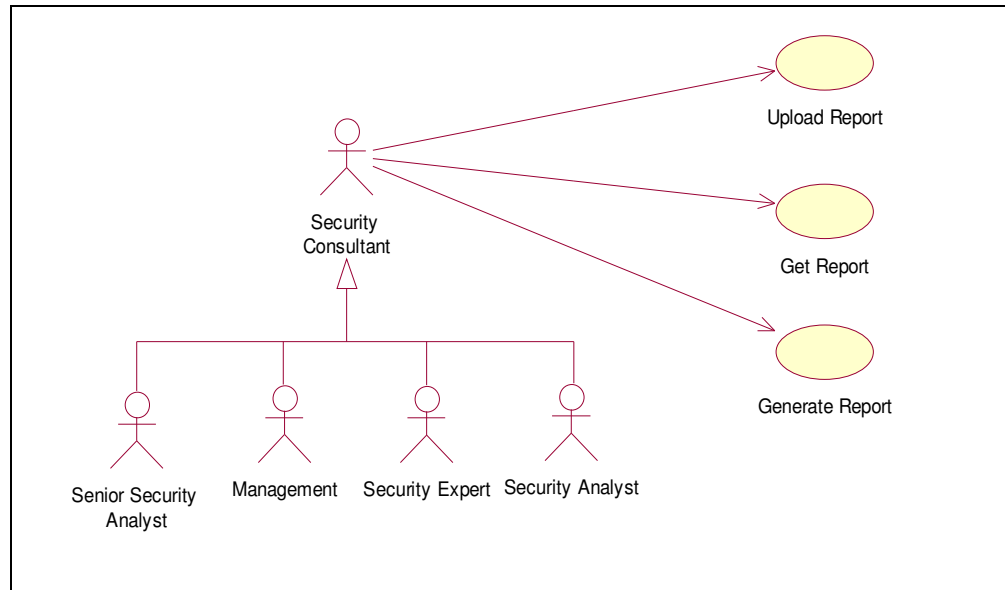 Upload Report
Security
Consultant
Get Report
Generate Report
Senior Security
Analyst
Management
Security Expert
Security Analyst